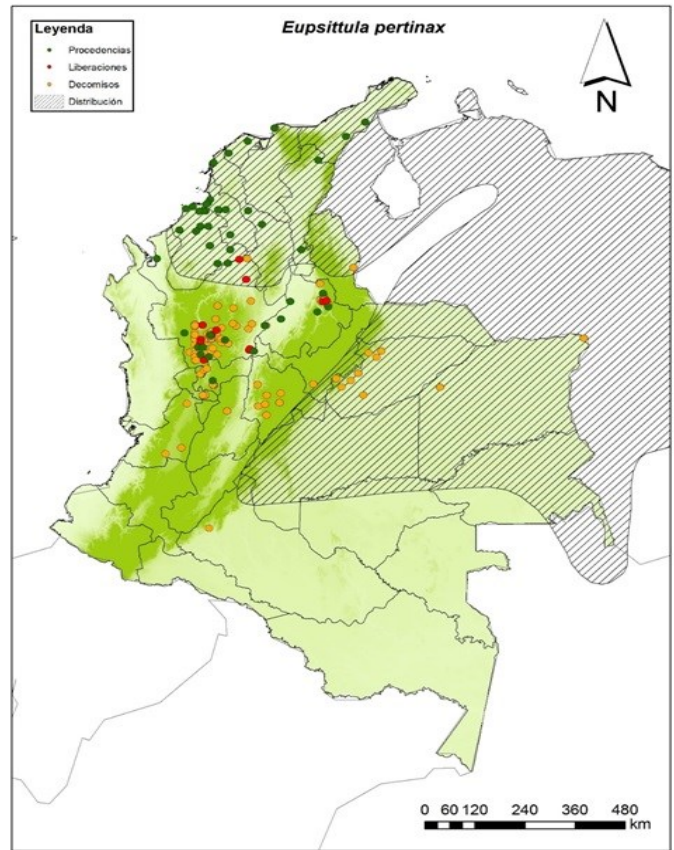 Leyenda
Procedencias
Liberaciones
Decomisos
Distribución
Eupsittula pertinax
N
0 60 120 240 360 480
km